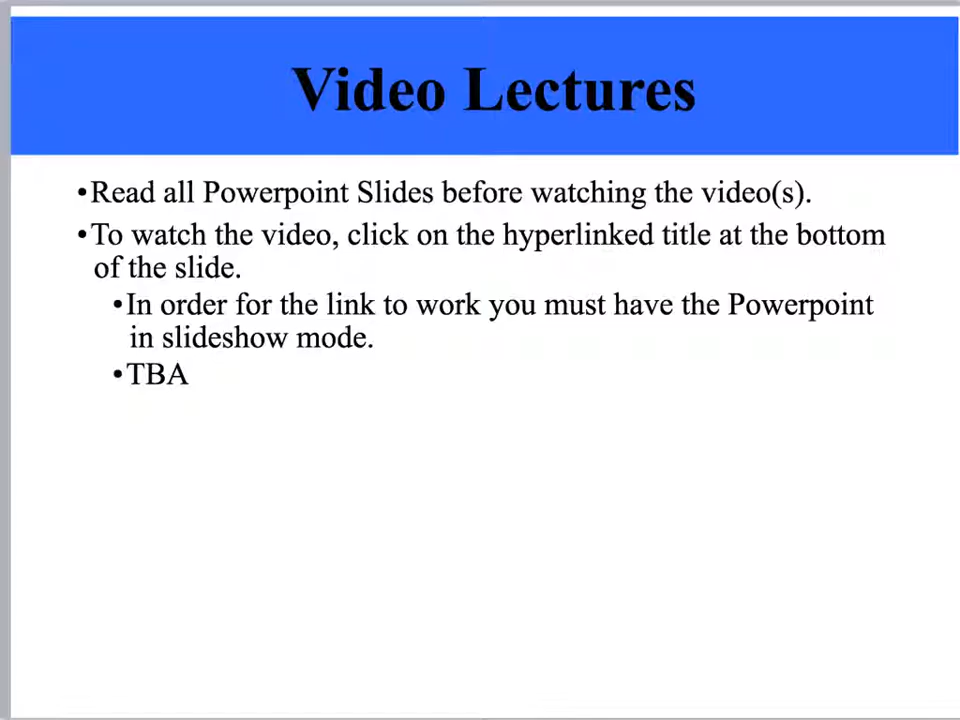 Video Lectures
•Read all Powerpoint Slides before watching the video(s).
•To watch the video, click on the hyperlinked title at the bottom
of the slide.
•In order for the link to work you must have the Powerpoint
in slideshow mode.
•TBA